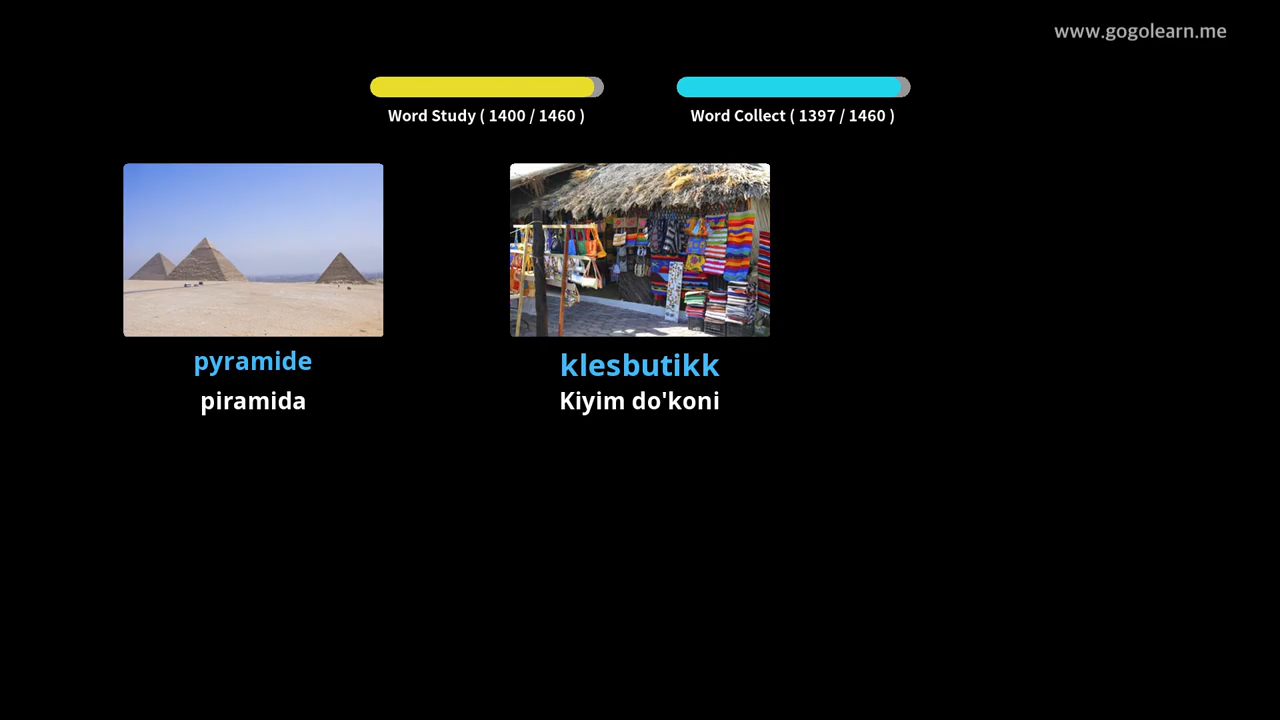 www.gogolearn.me
Word Study ( 1400 / 1460 )
Word Collect ( 1397 / 1460 )
pyramide
piramida
klesbutikk
Kiyim do'koni